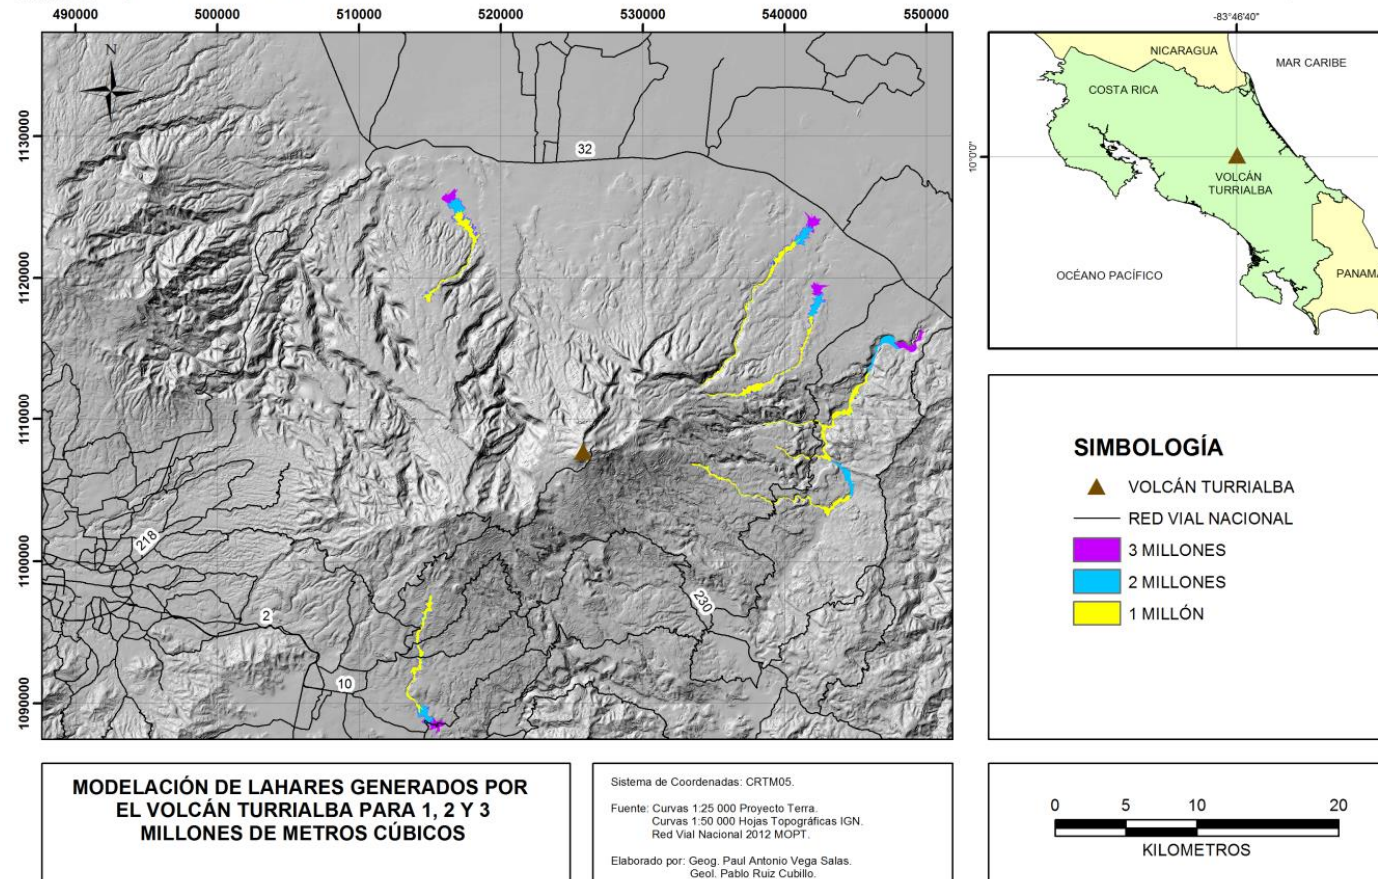 490000 500000 510000 520000 530000 540000 550000
-83°46'40"
N
1130000
1120000
1110000
1100000
1090000
32
218
2
10
230
NICARAGUA
MAR CARIBE
COSTA RICA
10°0'0"
VOLCÁN
TURRIALBA
OCÉANO PACÍFICO
PANAMÁ
SIMBOLOGÍA
VOLCÁN TURRIALBA
RED VIAL NACIONAL
3 MILLONES
2 MILLONES
1 MILLÓN
MODELACIÓN DE LAHARES GENERADOS POR
EL VOLCÁN TURRIALBA PARA 1, 2 Y 3
MILLONES DE METROS CÚBICOS
Sistema de Coordenadas: CRTM05.
Fuente: Curvas 1:25 000 Proyecto Terra.
Curvas 1:50 000 Hojas Topográficas IGN.
Red Vial Nacional 2012 MOPT.
Elaborado por: Geog. Paul Antonio Vega Salas.
Geol. Pablo Ruiz Cubillo.
0 5 10 20
KILOMETROS